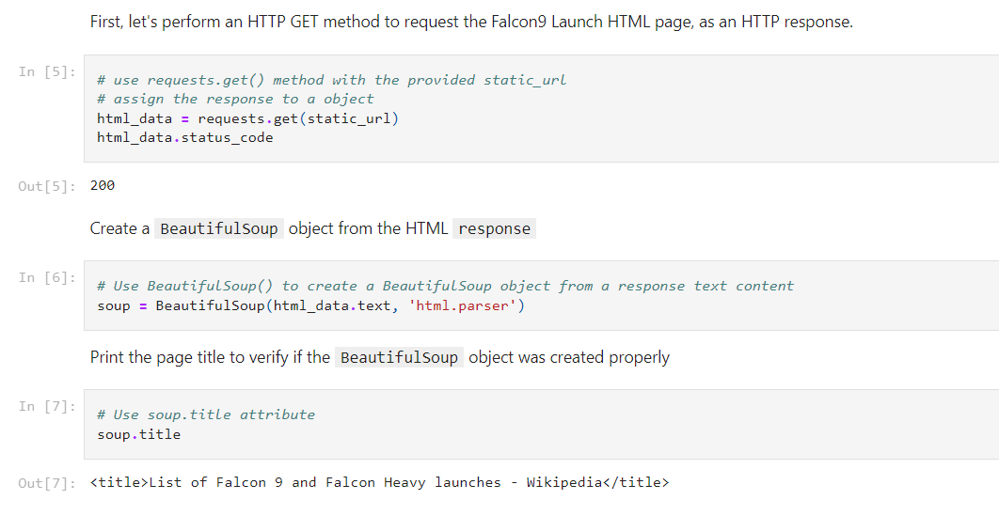 First, let's perform an HTTP GET method to request the Falcon9 Launch HTML page, as an HTTP response.
In [5]:
# use requests.get() method with the provided static_url
# assign the response to a object
html_data = requests.get(static_url)
html_data.status_code
Out[5]: 200
Create a BeautifulSoup object from the HTML response
In [6]:
# Use BeautifulSoup() to create a BeautifulSoup object from a response text content
soup = BeautifulSoup(html_data.text, 'html.parser')
Print the page title to verify if the BeautifulSoup object was created properly
In [7]:
# Use soup.title attribute
soup.title
Out[7]: <title>List of Falcon 9 and Falcon Heavy launches - Wikipedia</title>